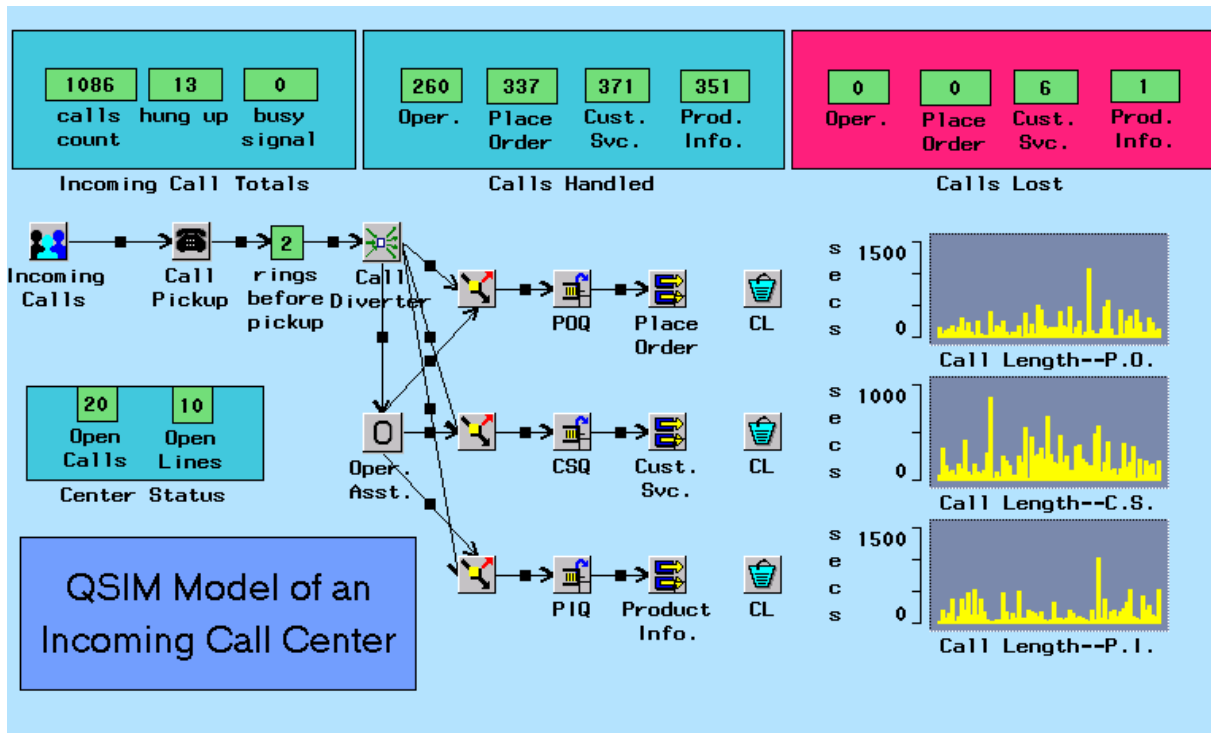 1086 13 0
calls hung up busy
count signal
Incoming Call Totals
260 337 371 351
Oper. Place Cust. Prod.
Order Svc. Info.
Calls Handled
0 0 6 1
Oper. Place Cust. Prod.
Order Svc. Info.
Calls Lost
2
Incoming
Calls
Call
Pickup
rings
before
pickup
Call
Diverter
POQ
Place
Order
CL
secs
1500
0
Call Length--P.O.
20 10
Open Open
Calls Lines
Center Status
O
Oper.
Asst.
CSQ
Cust.
Svc.
CL
secs
1000
0
Call Length--C.S.
QSIM Model of an
Incoming Call Center
PIQ
Product
Info.
CL
secs
1500
0
Call Length--P.I.